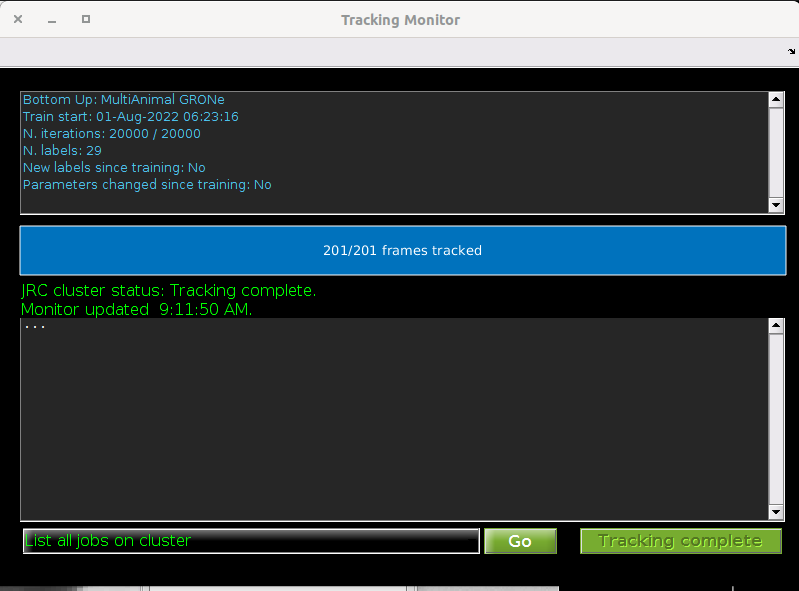 Tracking Monitor
Bottom Up: MultiAnimal GRONe
Train start: 01-Aug-2022 06:23:16
N. iterations: 20000 / 20000
N. labels: 29
New labels since training: No
Parameters changed since training: No
201/201 frames tracked
JRC cluster status: Tracking complete.
Monitor updated  9:11:50 AM.
...
List all jobs on cluster
Go
Tracking complete